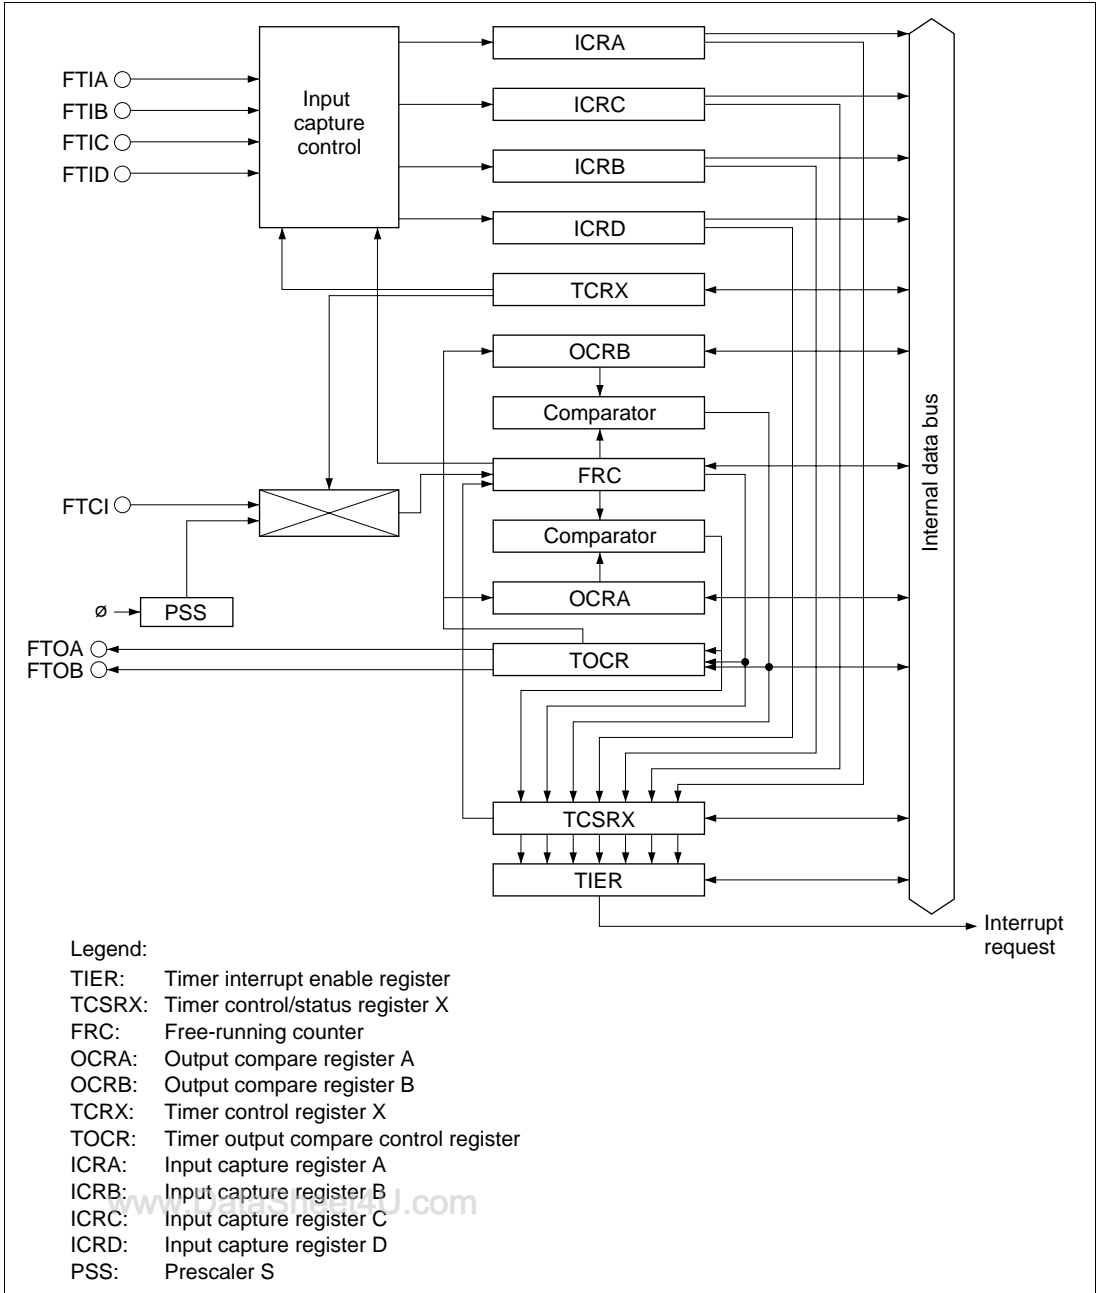 ICRA
FTIA
FTIB
FTIC
FTID
Input
capture
control
ICRC
ICRB
ICRD
TCRX
OCRB
Comparator
FRC
FTCI
Comparator
Internal data bus
ø
PSS
OCRA
FTOA
FTOB
TOCR
TCSRX
TIER
Interrupt
request
Legend:
TIER: Timer interrupt enable register
TCSRX: Timer control/status register X
FRC: Free-running counter
OCRA: Output compare register A
OCRB: Output compare register B
TCRX: Timer control register X
TOCR: Timer output compare control register
ICRA: Input capture register A
ICRB: Input capture register B
www.DataSheet4U.com
ICRC: Input capture register C
ICRD: Input capture register D
PSS: Prescaler S